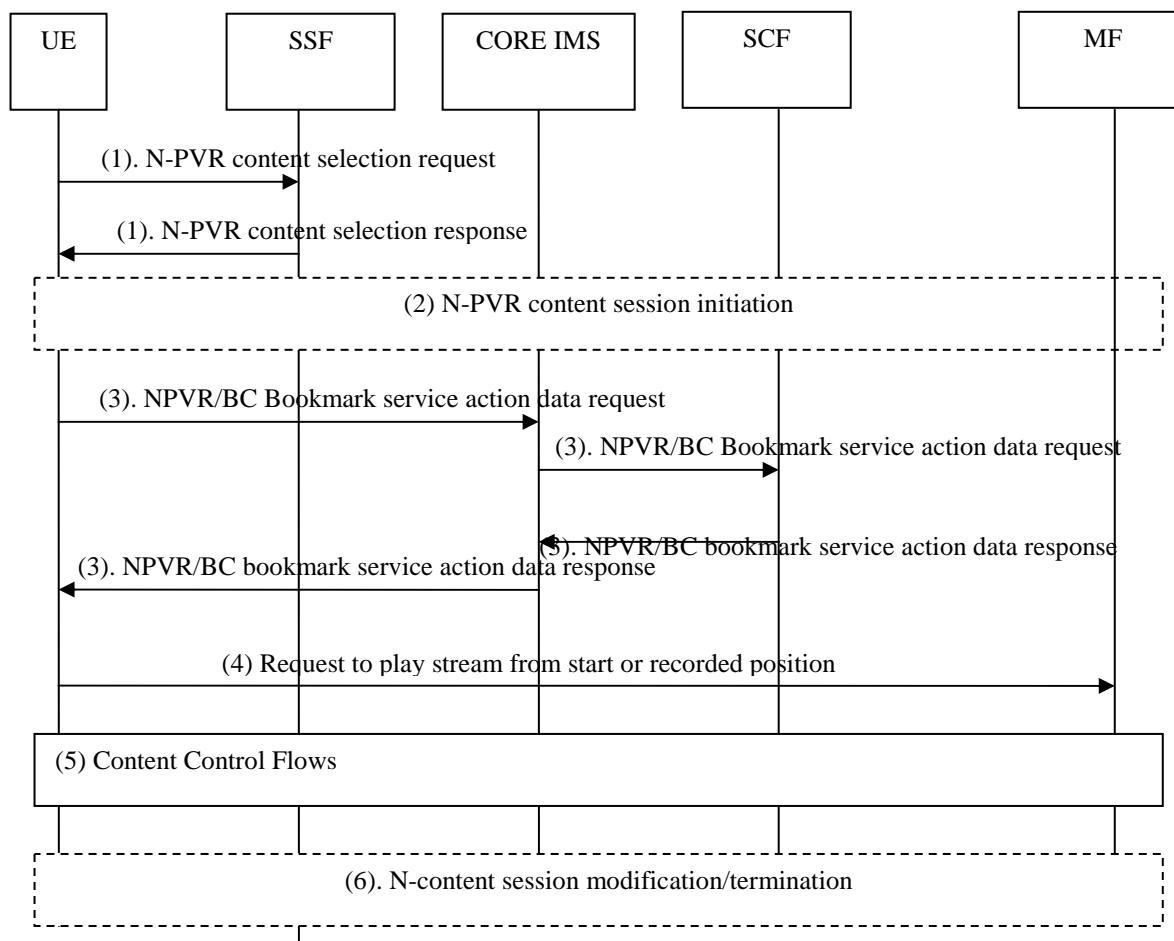 UE
SSF
CORE IMS
SCF
MF
(1). N-PVR content selection request
(1). N-PVR content selection response
(2) N-PVR content session initiation
(3). NPVR/BC Bookmark service action data request
(3). NPVR/BC Bookmark service action data request
(3). NPVR/BC bookmark service action data response
(3). NPVR/BC bookmark service action data response
(4) Request to play stream from start or recorded position
(5) Content Control Flows
(6). N-content session modification/termination